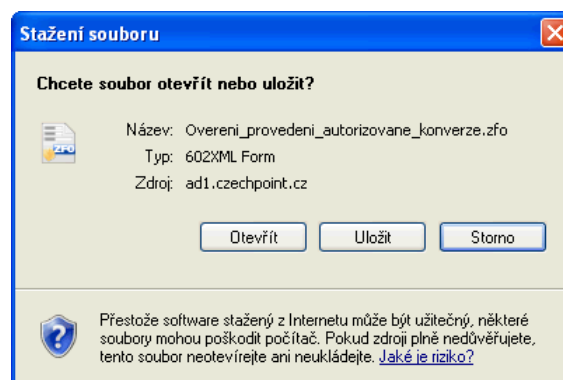 Stažení souboru
Chcete soubor otevřít nebo uložit?
Název: Overeni_provedeni_autorizovane_konverze.zfo
ZFO
Typ: 602XML Form
Zdroj: ad1.czechpoint.cz
Otevřít Uložit Storno
Přestože software stažený z Internetu může být užitečný, některé
soubory mohou poškodit počítač. Pokud zdroji plně nedůvěřujete,
tento soubor neotevírejte ani neukládejte. Jaké je riziko?